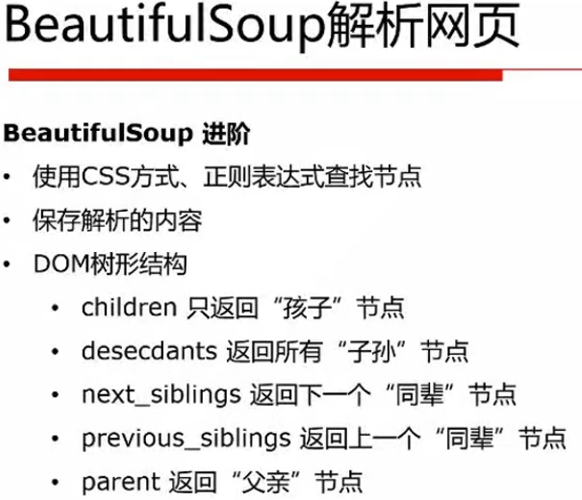 BeautifulSoup解析网页
BeautifulSoup 进阶
• 使用CSS方式、正则表达式查找节点
• 保存解析的内容
• DOM树形结构
• children 只返回“孩子”节点
• desecdants 返回所有“子孙”节点
• next_siblings 返回下一个“同辈”节点
• previous_siblings 返回上一个“同辈”节点
• parent 返回“父亲”节点